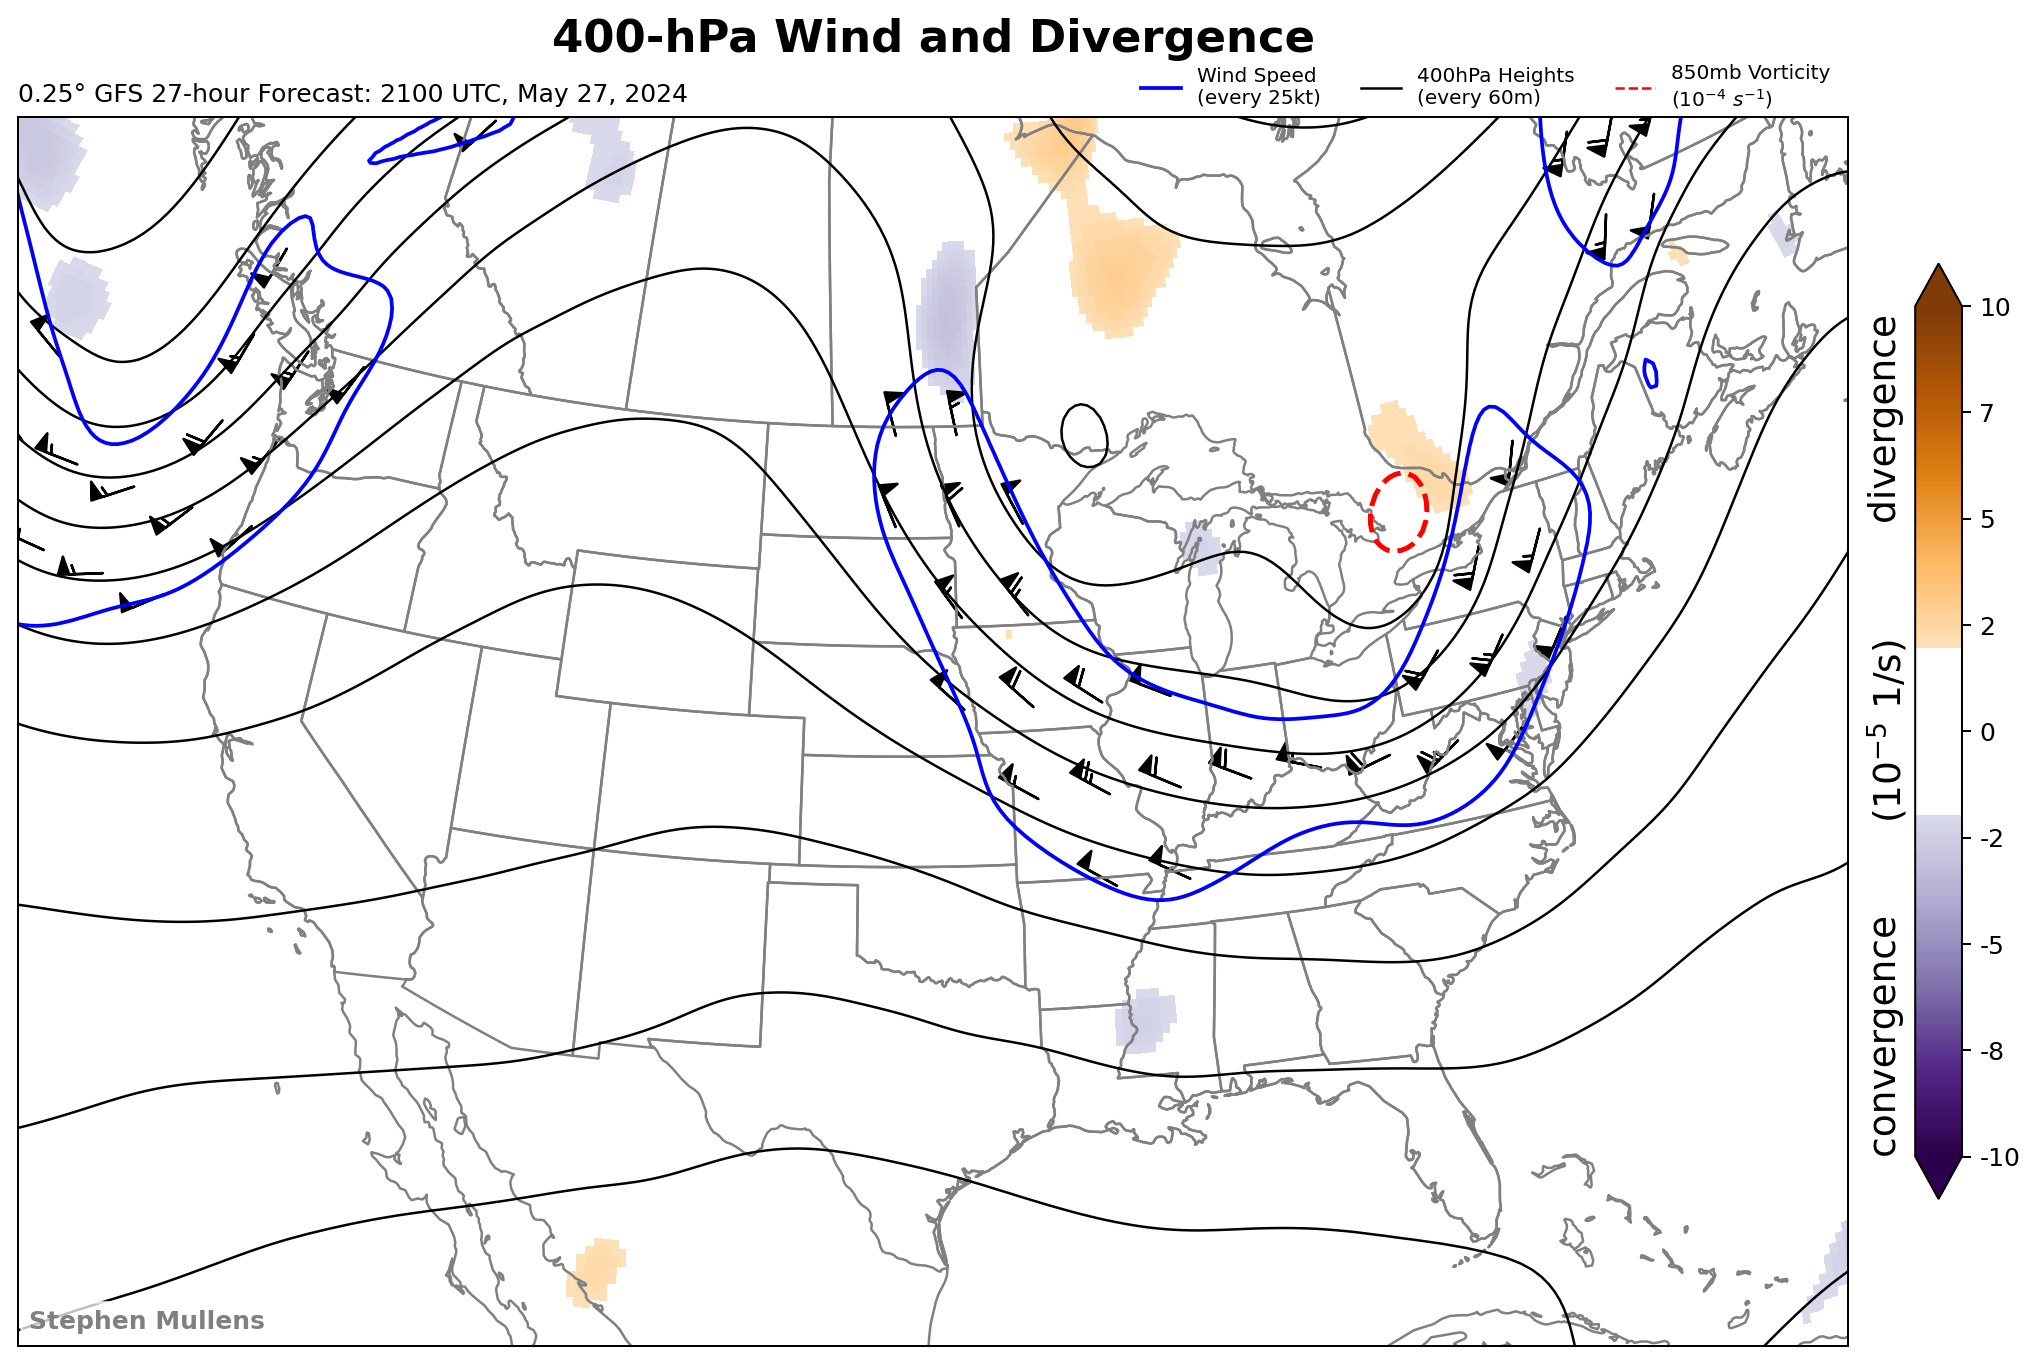 400-hPa Wind and Divergence
0.25° GFS 27-hour Forecast: 2100 UTC, May 27, 2024
Wind Speed
(every 25kt)
400hPa Heights
(every 60m)
850mb Vorticity
(10⁻⁴ s⁻¹)
10
7
5
2
0
-2
-5
-8
-10
convergence (10⁻⁵ 1/s) divergence
Stephen Mullens